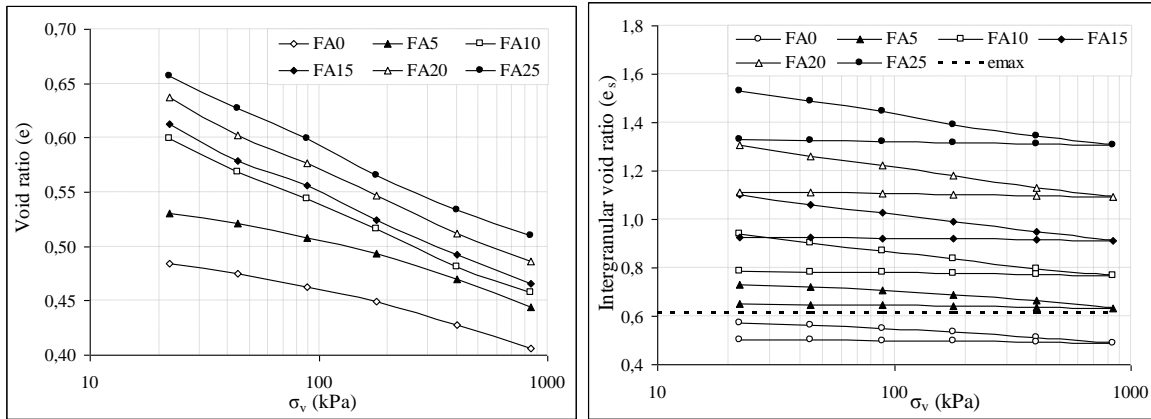 0,70
0,65
0,60
0,55
0,50
0,45
0,40
Void ratio (e)
FA0 FA5 FA10
FA15 FA20 FA25
10 100 1000
σv (kPa)
1,8
1,6
1,4
1,2
1,0
0,8
0,6
0,4
Intergranular void ratio (es)
FA0 FA5 FA10 FA15
FA20 FA25 emax
10 100 1000
σv (kPa)